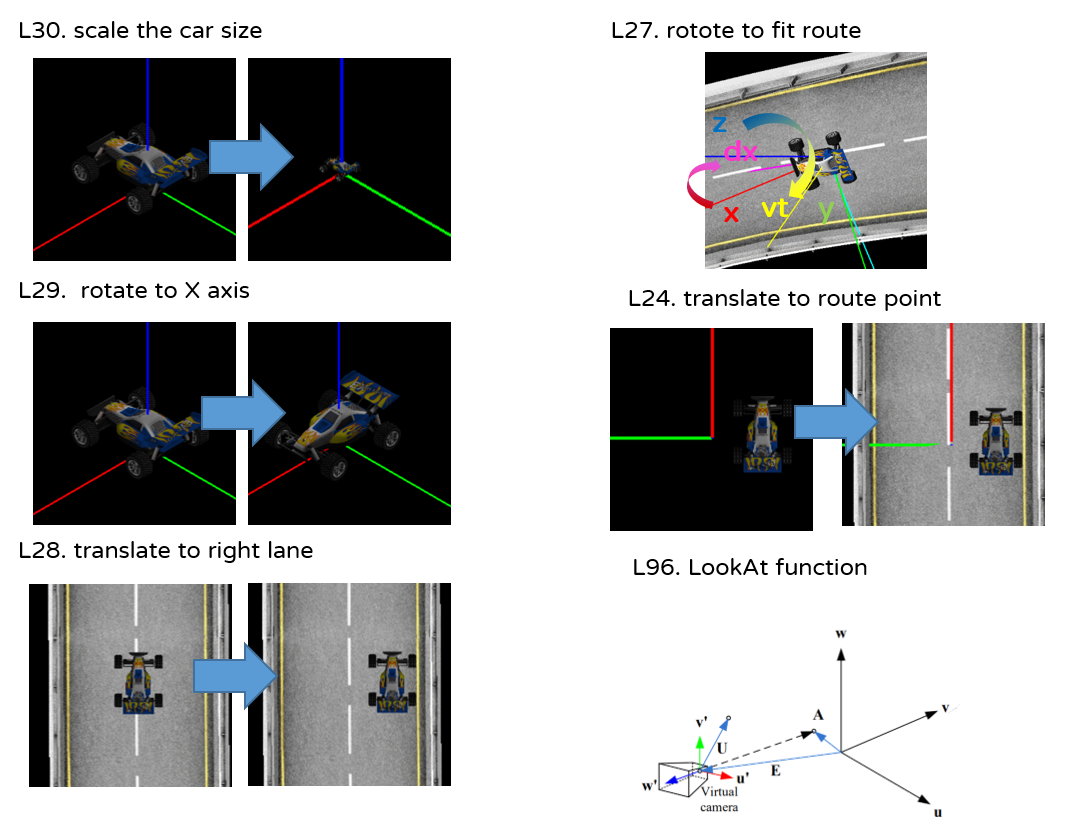 L30. scale the car size
L29.  rotate to X axis
L28. translate to right lane
L27. rotote to fit route
z
dx
x
vt
y
L24. translate to route point
L96. LookAt function
w
v
A
v'
U
E
w'
u'
Virtual
camera
u